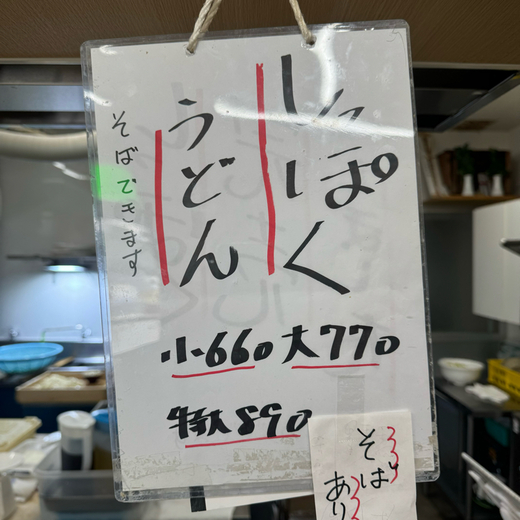 しっぽく
うどん
そばできます
小660 大770
特大890
そば
あり